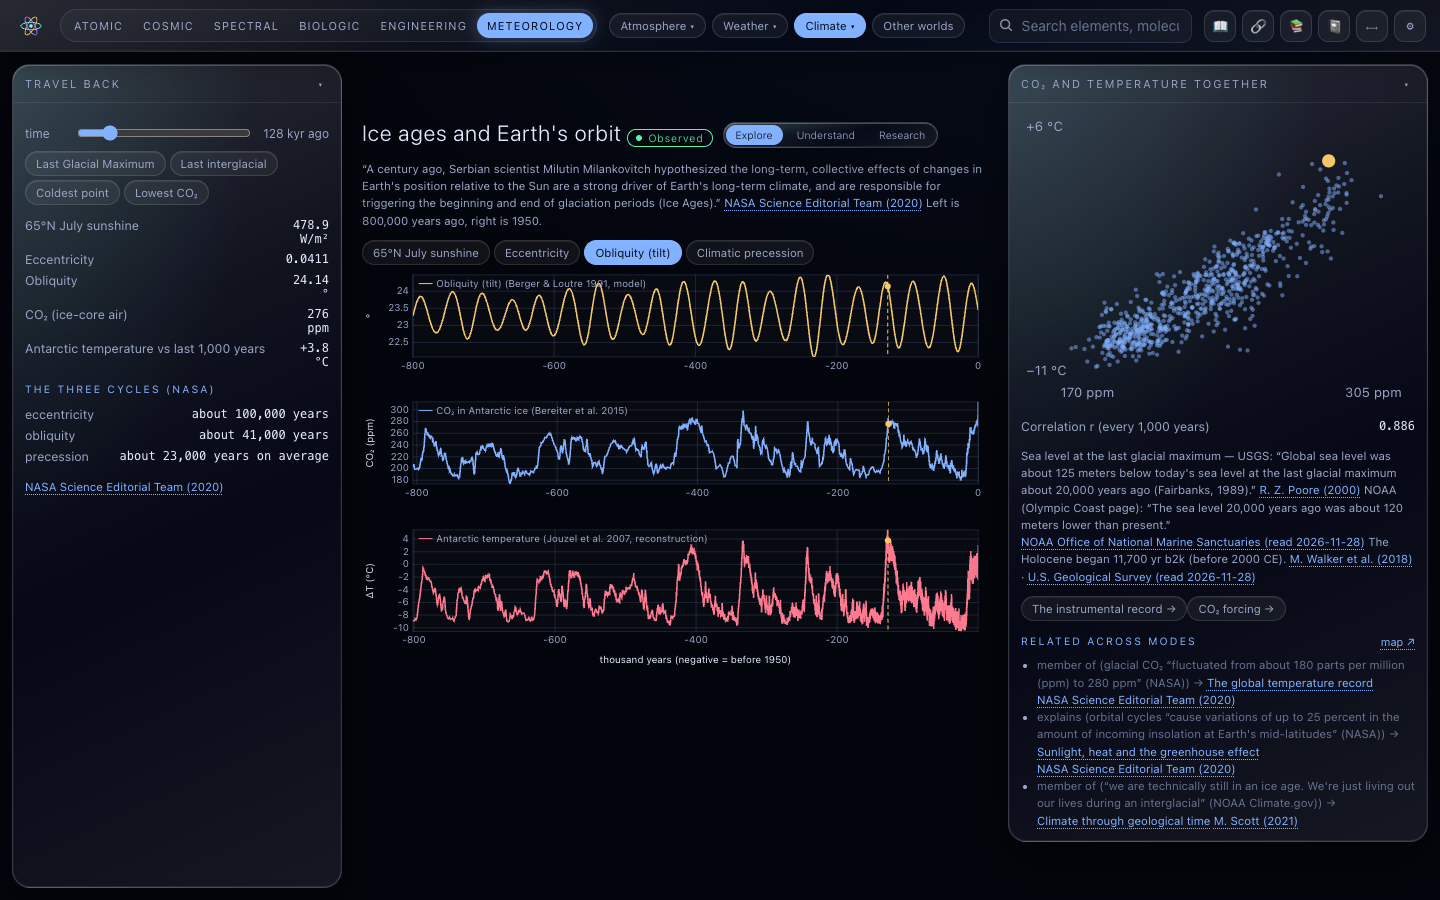 ATOMIC COSMIC SPECTRAL BIOLOGIC ENGINEERING METEOROLOGY Atmosphere ▾ Weather ▾ Climate ▾ Other worlds Search elements, molecu
TRAVEL BACK
time 128 kyr ago
Last Glacial Maximum Last interglacial
Coldest point Lowest CO₂
65°N July sunshine 478.9
W/m²
Eccentricity 0.0411
Obliquity 24.14
°
CO₂ (ice-core air) 276
ppm
Antarctic temperature vs last 1,000 years +3.8
°C
THE THREE CYCLES (NASA)
eccentricity about 100,000 years
obliquity about 41,000 years
precession about 23,000 years on average
NASA Science Editorial Team (2020)
Ice ages and Earth's orbit Observed Explore Understand Research
“A century ago, Serbian scientist Milutin Milankovitch hypothesized the long-term, collective effects of changes in
Earth's position relative to the Sun are a strong driver of Earth's long-term climate, and are responsible for
triggering the beginning and end of glaciation periods (Ice Ages).” NASA Science Editorial Team (2020) Left is
800,000 years ago, right is 1950.
65°N July sunshine Eccentricity Obliquity (tilt) Climatic precession
Obliquity (tilt) (Berger & Loutre 1991, model)
24
23.5
23
22.5
°
-800 -600 -400 -200 0
CO₂ in Antarctic ice (Bereiter et al. 2015)
300
280
260
240
220
200
180
CO₂ (ppm)
-800 -600 -400 -200 0
Antarctic temperature (Jouzel et al. 2007, reconstruction)
4
2
0
-2
-4
-6
-8
-10
ΔT (°C)
-800 -600 -400 -200
thousand years (negative = before 1950)
CO₂ AND TEMPERATURE TOGETHER
+6 °C
−11 °C
170 ppm 305 ppm
Correlation r (every 1,000 years) 0.886
Sea level at the last glacial maximum — USGS: “Global sea level was
about 125 meters below today's sea level at the last glacial maximum
about 20,000 years ago (Fairbanks, 1989).” R. Z. Poore (2000) NOAA
(Olympic Coast page): “The sea level 20,000 years ago was about 120
meters lower than present.”
NOAA Office of National Marine Sanctuaries (read 2026-11-28) The
Holocene began 11,700 yr b2k (before 2000 CE). M. Walker et al. (2018)
· U.S. Geological Survey (read 2026-11-28)
The instrumental record → CO₂ forcing →
RELATED ACROSS MODES map ↗
• member of (glacial CO₂ “fluctuated from about 180 parts per million
(ppm) to 280 ppm” (NASA)) → The global temperature record
NASA Science Editorial Team (2020)
• explains (orbital cycles “cause variations of up to 25 percent in the
amount of incoming insolation at Earth's mid-latitudes” (NASA)) →
Sunlight, heat and the greenhouse effect
NASA Science Editorial Team (2020)
• member of (“we are technically still in an ice age. We're just living out
our lives during an interglacial” (NOAA Climate.gov)) →
Climate through geological time M. Scott (2021)